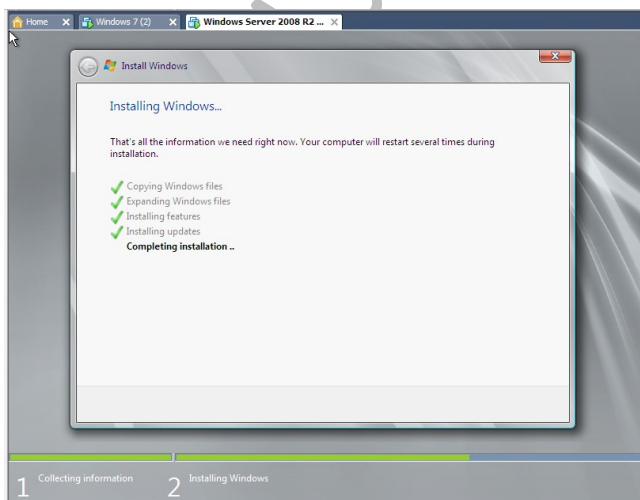 Home
Windows 7 (2)
Windows Server 2008 R2 ...
Install Windows
Installing Windows...
That's all the information we need right now. Your computer will restart several times during
installation.
Copying Windows files
Expanding Windows files
Installing features
Installing updates
Completing installation ..
1 Collecting information
2 Installing Windows